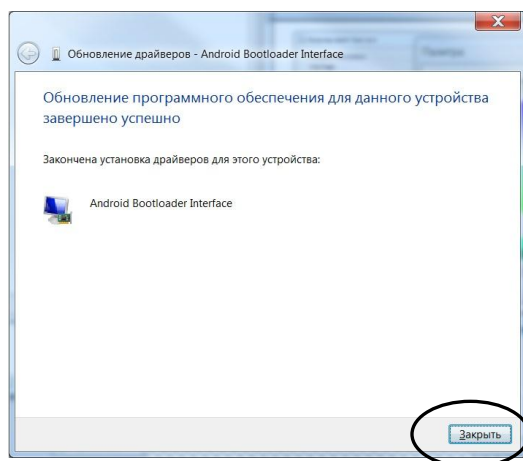 Обновление драйверов - Android Bootloader Interface
Обновление программного обеспечения для данного устройства
завершено успешно
Закончена установка драйверов для этого устройства:
Android Bootloader Interface
Закрыть